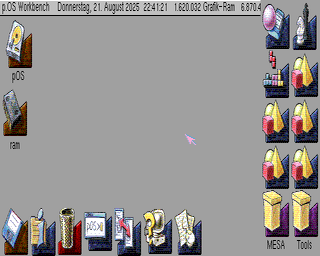 p.OS Workbench Donnerstag, 21. August 2025 22:41:21 1.620.032 Grafik-Ram 6.870.4
pOS
ram
pOS>
MESA Tools